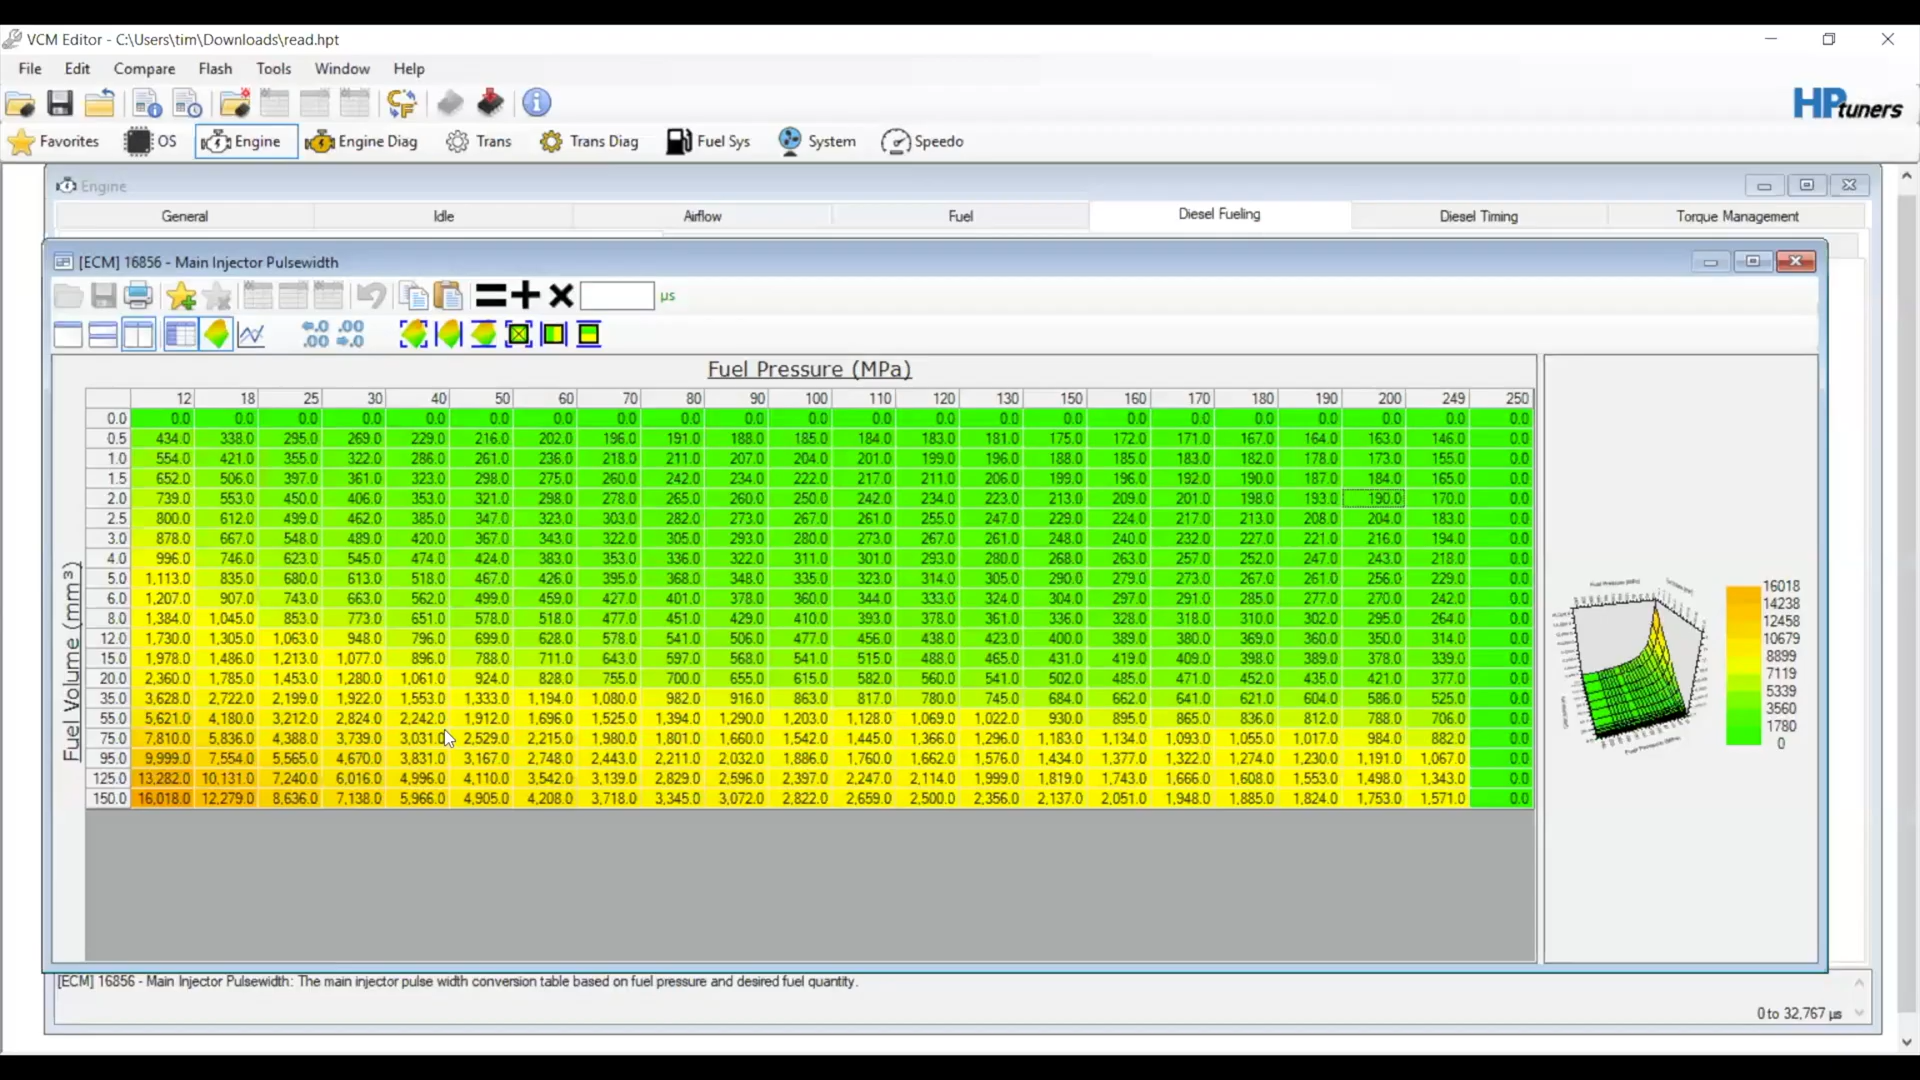 VCM Editor - C:\Users\tim\Downloads\read.hpt
File Edit Compare Flash Tools Window Help
HPtuners
Favorites OS Engine Engine Diag Trans Trans Diag Fuel Sys System Speedo
Engine
General Idle Airflow Fuel Diesel Fueling Diesel Timing Torque Management
[ECM] 16856 - Main Injector Pulsewidth
µs
Fuel Pressure (MPa)
12 18 25 30 40 50 60 70 80 90 100 110 120 130 150 160 170 180 190 200 249 250
0.0 0.0 0.0 0.0 0.0 0.0 0.0 0.0 0.0 0.0 0.0 0.0 0.0 0.0 0.0 0.0 0.0 0.0 0.0 0.0 0.0 0.0 0.0
0.5 434.0 338.0 295.0 269.0 229.0 216.0 202.0 196.0 191.0 188.0 185.0 184.0 183.0 181.0 175.0 172.0 171.0 167.0 164.0 163.0 146.0 0.0
1.0 554.0 421.0 355.0 322.0 286.0 261.0 236.0 218.0 211.0 207.0 204.0 201.0 199.0 196.0 188.0 185.0 183.0 182.0 178.0 173.0 155.0 0.0
1.5 652.0 506.0 397.0 361.0 323.0 298.0 275.0 260.0 242.0 234.0 222.0 217.0 211.0 206.0 199.0 196.0 192.0 190.0 187.0 184.0 165.0 0.0
2.0 739.0 553.0 450.0 406.0 353.0 321.0 298.0 278.0 265.0 260.0 250.0 242.0 234.0 223.0 213.0 209.0 201.0 198.0 193.0 190.0 170.0 0.0
2.5 800.0 612.0 499.0 462.0 385.0 347.0 323.0 303.0 282.0 273.0 267.0 261.0 255.0 247.0 229.0 224.0 217.0 213.0 208.0 204.0 183.0 0.0
3.0 878.0 667.0 548.0 489.0 420.0 367.0 343.0 322.0 305.0 293.0 280.0 273.0 267.0 261.0 248.0 240.0 232.0 227.0 221.0 216.0 194.0 0.0
4.0 996.0 746.0 623.0 545.0 474.0 424.0 383.0 353.0 336.0 322.0 311.0 301.0 293.0 280.0 268.0 263.0 257.0 252.0 247.0 243.0 218.0 0.0
5.0 1,113.0 835.0 680.0 613.0 518.0 467.0 426.0 395.0 368.0 348.0 335.0 323.0 314.0 305.0 290.0 279.0 273.0 267.0 261.0 256.0 229.0 0.0
6.0 1,207.0 907.0 743.0 663.0 562.0 499.0 459.0 427.0 401.0 378.0 360.0 344.0 333.0 324.0 304.0 297.0 291.0 285.0 277.0 270.0 242.0 0.0
8.0 1,384.0 1,045.0 853.0 773.0 651.0 578.0 518.0 477.0 451.0 429.0 410.0 393.0 378.0 361.0 336.0 328.0 318.0 310.0 302.0 295.0 264.0 0.0
12.0 1,730.0 1,305.0 1,063.0 948.0 796.0 699.0 628.0 578.0 541.0 506.0 477.0 456.0 438.0 423.0 400.0 389.0 380.0 369.0 360.0 350.0 314.0 0.0
15.0 1,978.0 1,486.0 1,213.0 1,077.0 896.0 788.0 711.0 643.0 597.0 568.0 541.0 515.0 488.0 465.0 431.0 419.0 409.0 398.0 389.0 378.0 339.0 0.0
20.0 2,360.0 1,785.0 1,453.0 1,280.0 1,061.0 924.0 828.0 755.0 700.0 655.0 615.0 582.0 560.0 541.0 502.0 485.0 471.0 452.0 435.0 421.0 377.0 0.0
35.0 3,628.0 2,722.0 2,199.0 1,922.0 1,553.0 1,333.0 1,194.0 1,080.0 982.0 916.0 863.0 817.0 780.0 745.0 684.0 662.0 641.0 621.0 604.0 586.0 525.0 0.0
55.0 5,621.0 4,180.0 3,212.0 2,824.0 2,242.0 1,912.0 1,696.0 1,525.0 1,394.0 1,290.0 1,203.0 1,128.0 1,069.0 1,022.0 930.0 895.0 865.0 836.0 812.0 788.0 706.0 0.0
75.0 7,810.0 5,836.0 4,388.0 3,739.0 3,031.0 2,529.0 2,215.0 1,980.0 1,801.0 1,660.0 1,542.0 1,445.0 1,366.0 1,296.0 1,183.0 1,134.0 1,093.0 1,055.0 1,017.0 984.0 882.0 0.0
95.0 9,999.0 7,554.0 5,565.0 4,670.0 3,831.0 3,167.0 2,748.0 2,443.0 2,211.0 2,032.0 1,886.0 1,760.0 1,662.0 1,576.0 1,434.0 1,377.0 1,322.0 1,274.0 1,230.0 1,191.0 1,067.0 0.0
125.0 13,282.0 10,131.0 7,240.0 6,016.0 4,996.0 4,110.0 3,542.0 3,139.0 2,829.0 2,596.0 2,397.0 2,247.0 2,114.0 1,999.0 1,819.0 1,743.0 1,666.0 1,608.0 1,553.0 1,498.0 1,343.0 0.0
150.0 16,018.0 12,279.0 8,636.0 7,138.0 5,966.0 4,905.0 4,208.0 3,718.0 3,345.0 3,072.0 2,822.0 2,659.0 2,500.0 2,356.0 2,137.0 2,051.0 1,948.0 1,885.0 1,824.0 1,753.0 1,571.0 0.0
Fuel Volume (mm³)
16018
14238
12458
10679
8899
7119
5339
3560
1780
0
[ECM] 16856 - Main Injector Pulsewidth: The main injector pulse width conversion table based on fuel pressure and desired fuel quantity.
0 to 32,767 µs